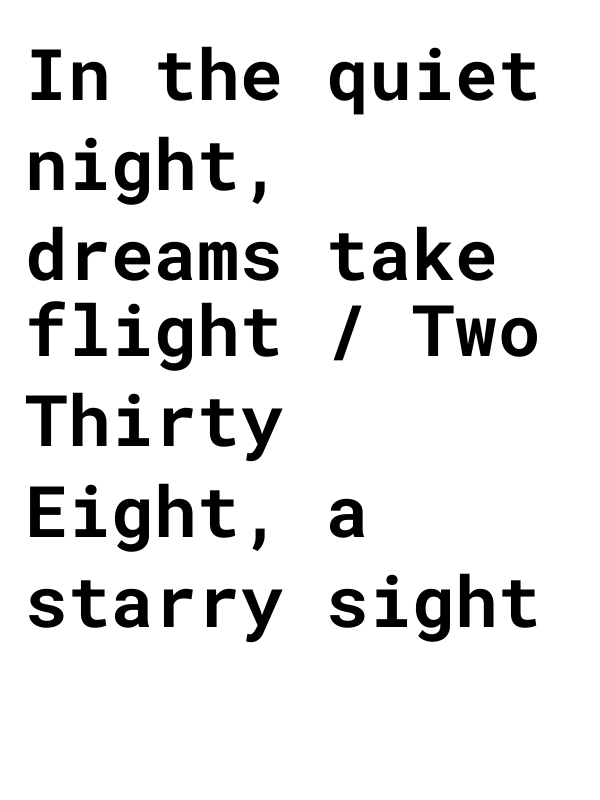 In the quiet
night,
dreams take
flight / Two
Thirty
Eight, a
starry sight